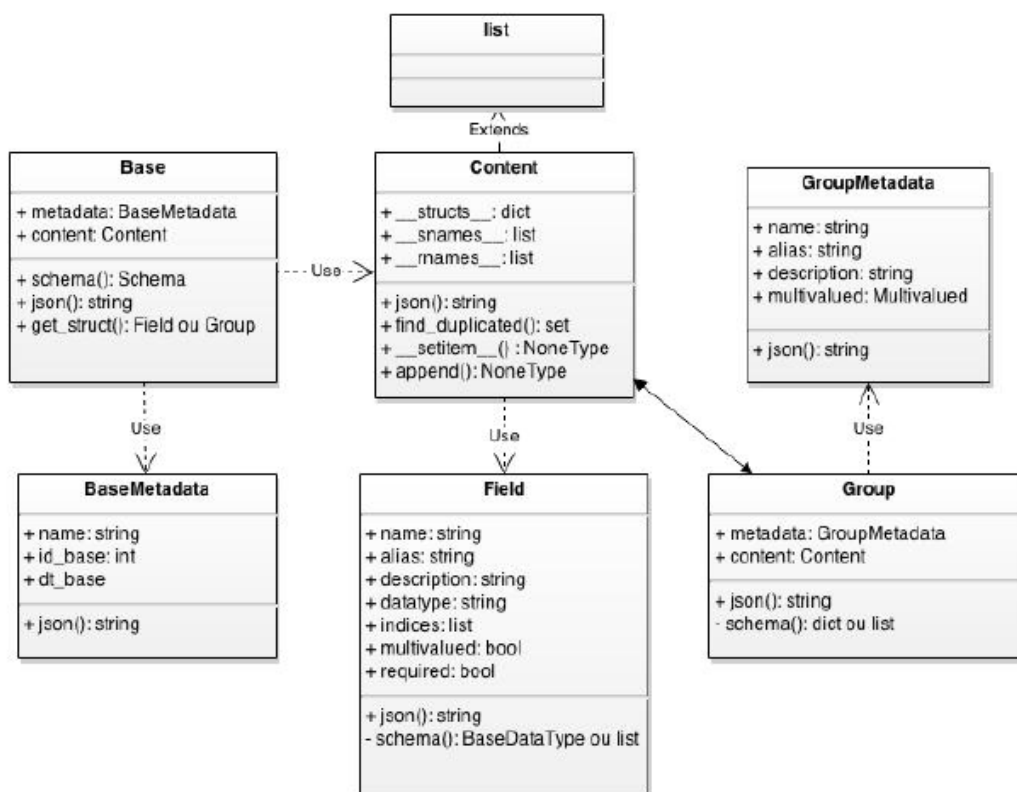 list
Extends
Base
+ metadata: BaseMetadata
+ content: Content
+ schema(): Schema
+ json(): string
+ get_struct(): Field ou Group
Use
Content
+ __structs__: dict
+ __snames__: list
+ __rnames__: list
+ json(): string
+ find_duplicated(): set
+ __setitem__() : NoneType
+ append(): NoneType
GroupMetadata
+ name: string
+ alias: string
+ description: string
+ multivalued: Multivalued
+ json(): string
Use
Use
Use
BaseMetadata
+ name: string
+ id_base: int
+ dt_base
+ json(): string
Field
+ name: string
+ alias: string
+ description: string
+ datatype: string
+ indices: list
+ multivalued: bool
+ required: bool
+ json(): string
- schema(): BaseDataType ou list
Group
+ metadata: GroupMetadata
+ content: Content
+ json(): string
- schema(): dict ou list